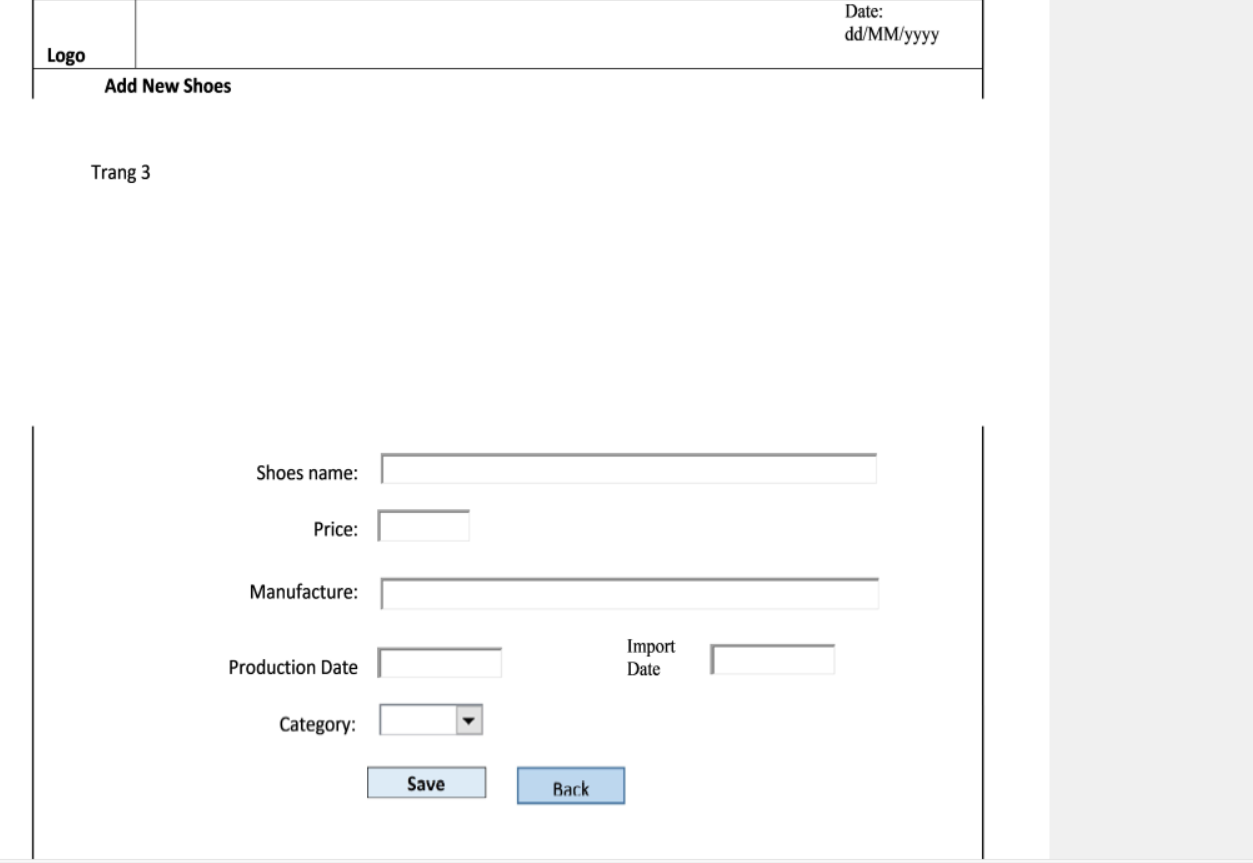 Date:
dd/MM/yyyy
Logo
Add New Shoes
Trang 3
Shoes name:
Price:
Manufacture:
Production Date
Import
Date
Category:
Save
Back